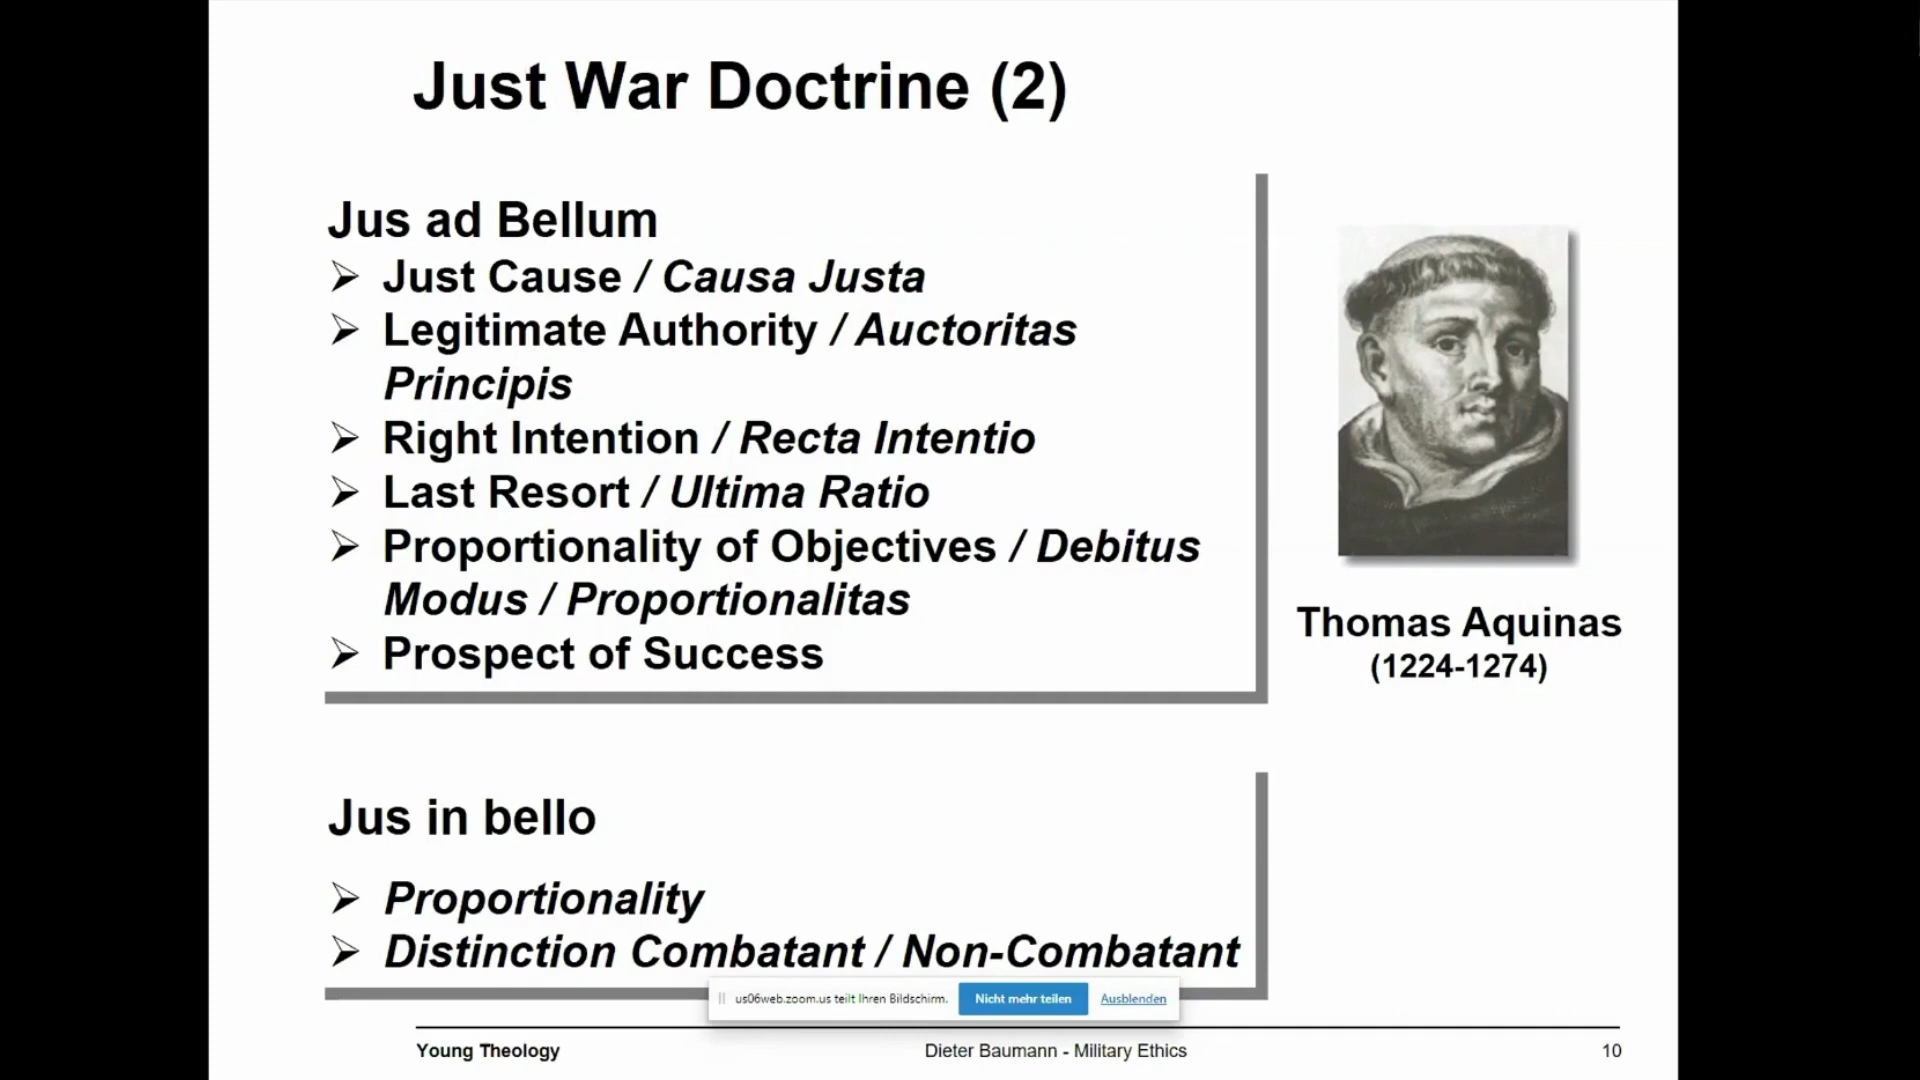 Just War Doctrine (2)
Jus ad Bellum
➢ Just Cause / Causa Justa
➢ Legitimate Authority / Auctoritas
Principis
➢ Right Intention / Recta Intentio
➢ Last Resort / Ultima Ratio
➢ Proportionality of Objectives / Debitus
Modus / Proportionalitas
➢ Prospect of Success
Thomas Aquinas
(1224-1274)
Jus in bello
➢ Proportionality
➢ Distinction Combatant / Non-Combatant
us06web.zoom.us teilt Ihren Bildschirm. Nicht mehr teilen Ausblenden
Young Theology Dieter Baumann - Military Ethics 10